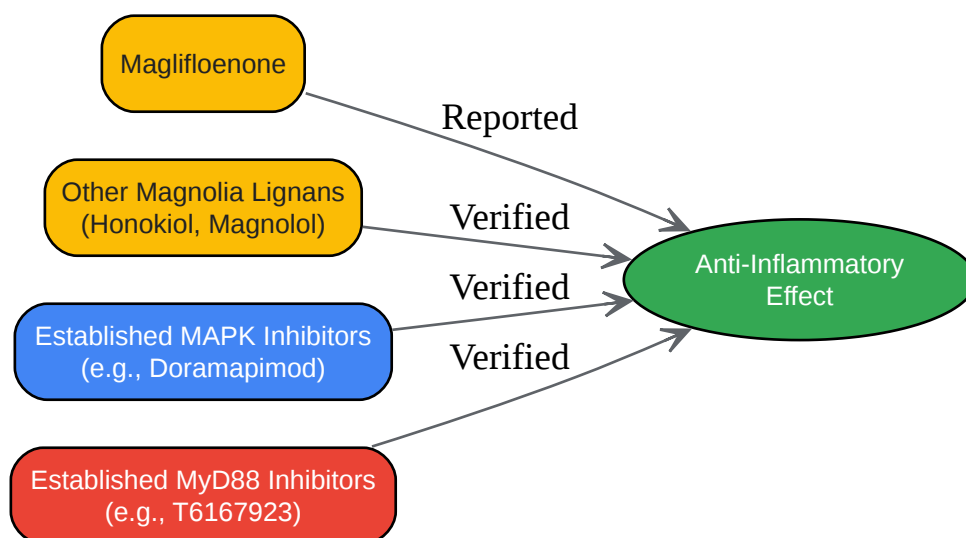 Maglifloenone
Reported
Other Magnolia Lignans
(Honokiol, Magnolol)
Verified
Anti-Inflammatory
Effect
Verified
Established MAPK Inhibitors
(e.g., Doramapimod)
Verified
Established MyD88 Inhibitors
(e.g., T6167923)